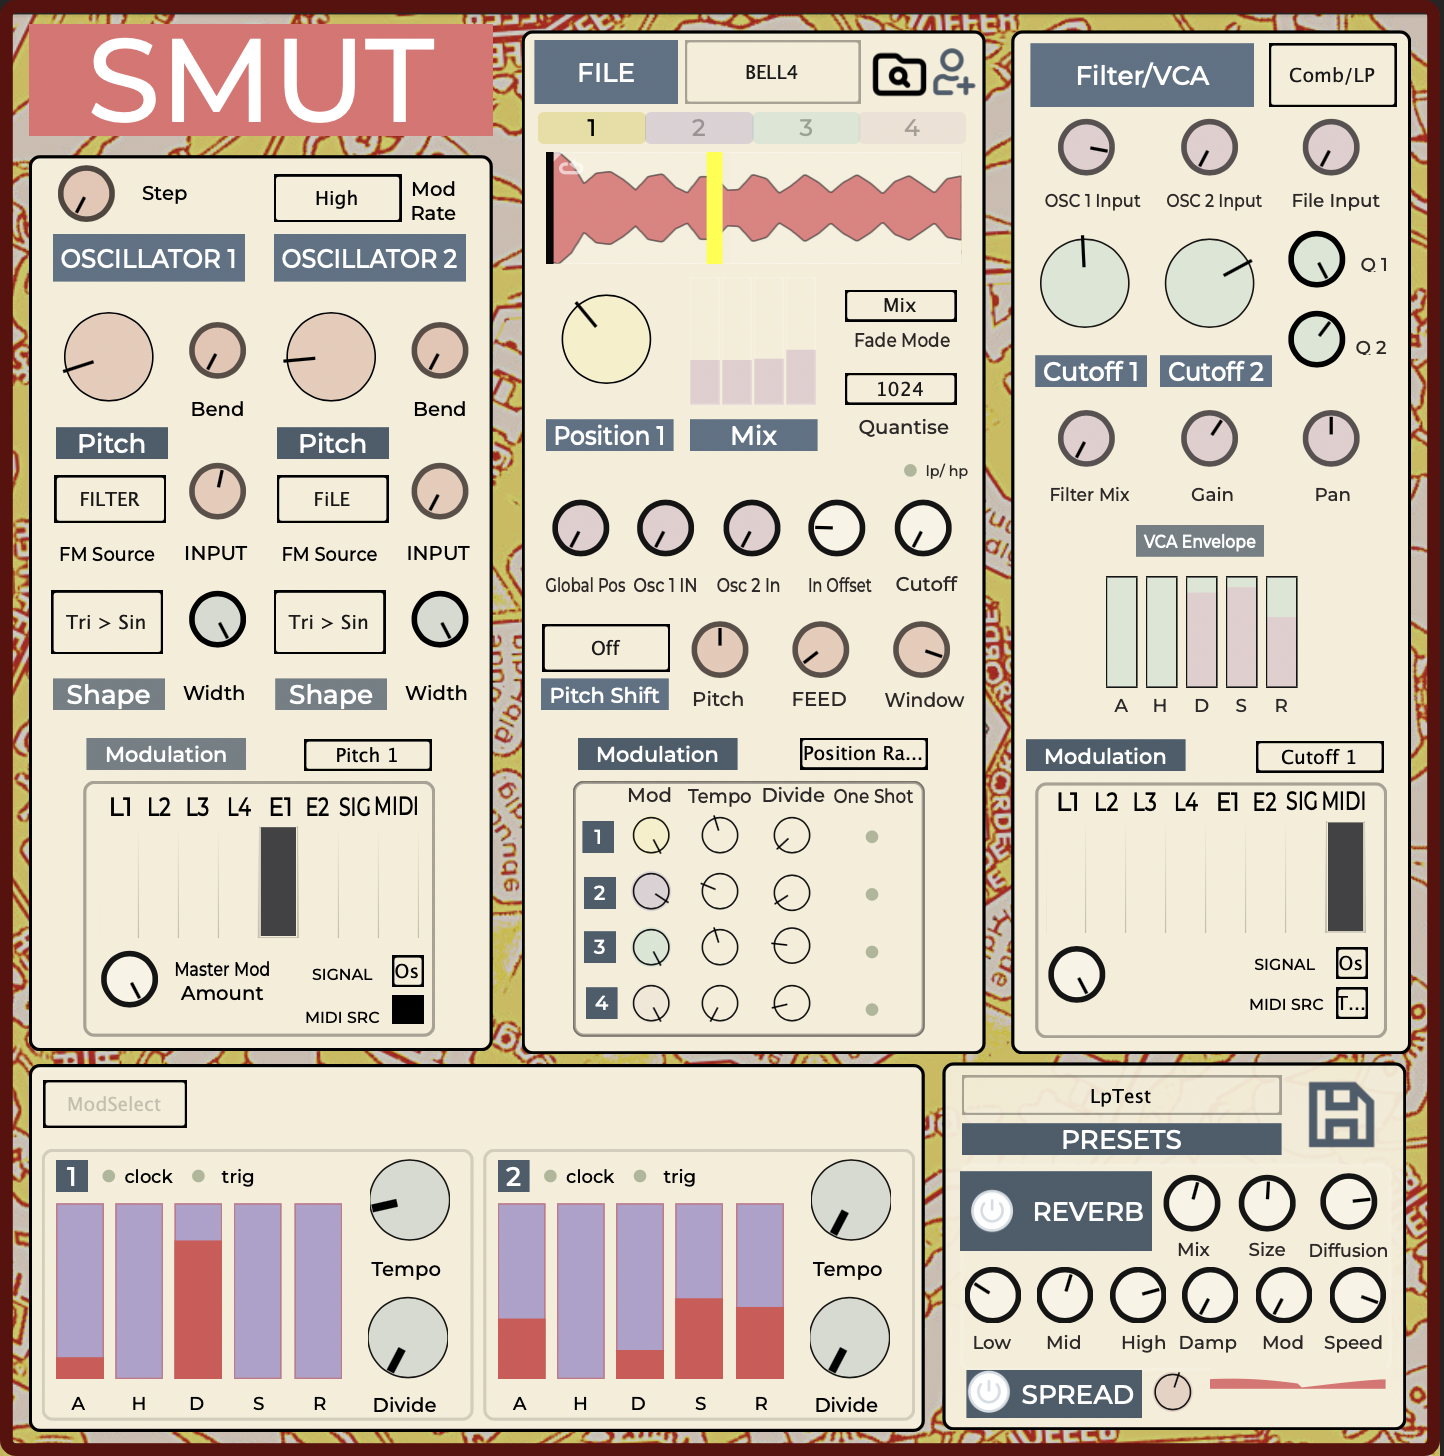 SMUT
Step
High
Mod
Rate
OSCILLATOR 1
OSCILLATOR 2
Bend
Bend
Pitch
Pitch
FILTER
FiLE
FM Source
INPUT
FM Source
INPUT
Tri > Sin
Tri > Sin
Shape
Width
Shape
Width
Modulation
Pitch 1
L1 L2 L3 L4 E1 E2 SIG MIDI
Master Mod
Amount
SIGNAL
Os
MIDI SRC
FILE
BELL4
1 2 3 4
Mix
Fade Mode
1024
Quantise
Position 1
Mix
lp/ hp
Global Pos
Osc 1 IN
Osc 2 In
In Offset
Cutoff
Off
Pitch Shift
Pitch
FEED
Window
Modulation
Position Ra...
Mod Tempo Divide One Shot
1
2
3
4
Filter/VCA
Comb/LP
OSC 1 Input
OSC 2 Input
File Input
Q 1
Q 2
Cutoff 1
Cutoff 2
Filter Mix
Gain
Pan
VCA Envelope
A H D S R
Modulation
Cutoff 1
L1 L2 L3 L4 E1 E2 SIG MIDI
SIGNAL
Os
MIDI SRC
T...
ModSelect
1
clock
trig
Tempo
A H D S R
Divide
2
clock
trig
Tempo
A H D S R
Divide
LpTest
PRESETS
REVERB
Mix
Size
Diffusion
Low
Mid
High
Damp
Mod
Speed
SPREAD